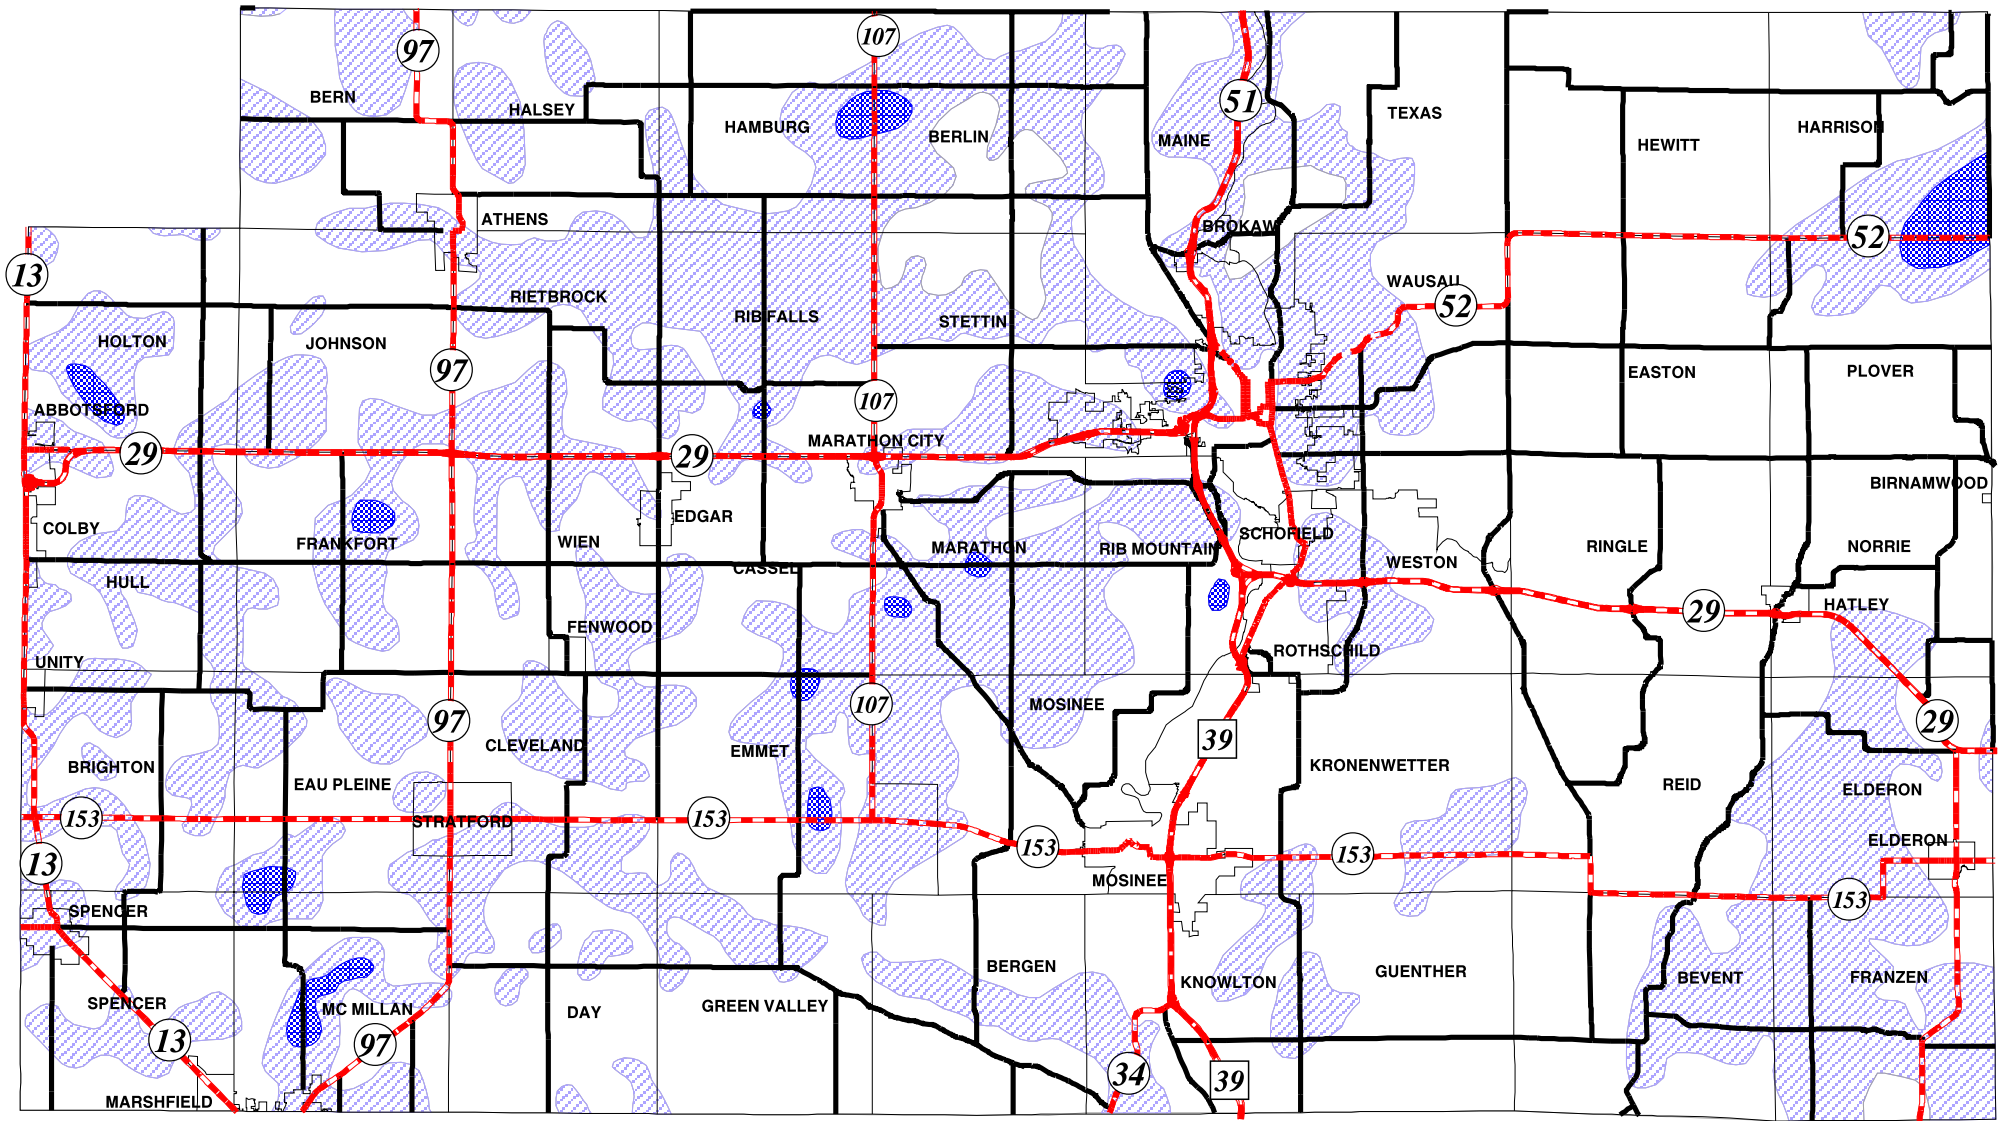 107
97
51
BERN
HALSEY
HAMBURG
BERLIN
MAINE
TEXAS
HEWITT
HARRISON
ATHENS
BROKAW
52
13
RIETBROCK
RIB FALLS
STETTIN
WAUSAU
52
HOLTON
JOHNSON
97
EASTON
PLOVER
107
ABBOTSFORD
MARATHON CITY
29
29
BIRNAMWOOD
COLBY
EDGAR
FRANKFORT
WIEN
MARATHON
RIB MOUNTAIN
SCHOFIELD
WESTON
RINGLE
NORRIE
CASSEL
HULL
29
HATLEY
FENWOOD
UNITY
ROTHSCHILD
107
MOSINEE
97
29
CLEVELAND
EMMET
39
BRIGHTON
EAU PLEINE
KRONENWETTER
REID
ELDERON
153
STRATFORD
153
ELDERON
13
153
153
MOSINEE
153
SPENCER
BERGEN
KNOWLTON
GUENTHER
BEVENT
FRANZEN
SPENCER
MC MILLAN
DAY
GREEN VALLEY
13
97
34
39
MARSHFIELD